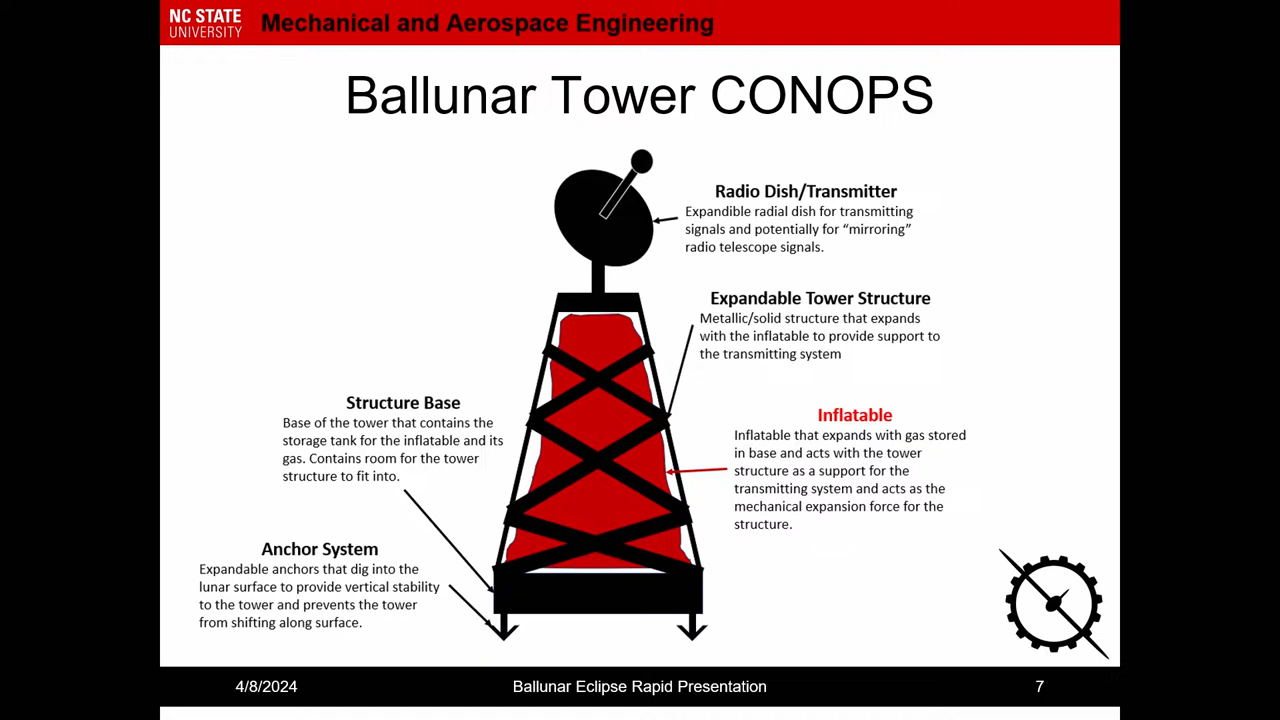 NC STATE
UNIVERSITY
Mechanical and Aerospace Engineering
Ballunar Tower CONOPS
Radio Dish/Transmitter
Expandible radial dish for transmitting
signals and potentially for “mirroring”
radio telescope signals.
Expandable Tower Structure
Metallic/solid structure that expands
with the inflatable to provide support to
the transmitting system
Structure Base
Base of the tower that contains the
storage tank for the inflatable and its
gas. Contains room for the tower
structure to fit into.
Inflatable
Inflatable that expands with gas stored
in base and acts with the tower
structure as a support for the
transmitting system and acts as the
mechanical expansion force for the
structure.
Anchor System
Expandable anchors that dig into the
lunar surface to provide vertical stability
to the tower and prevents the tower
from shifting along surface.
4/8/2024
Ballunar Eclipse Rapid Presentation
7